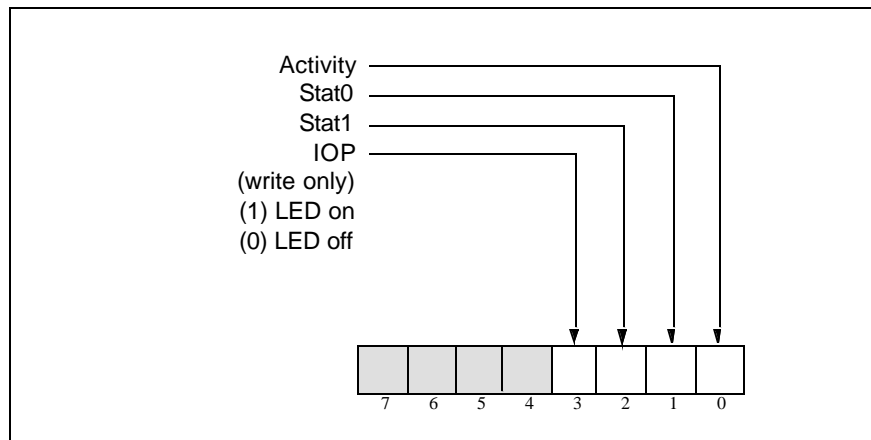 Activity
Stat0
Stat1
IOP
(write only)
(1) LED on
(0) LED off
7 6 5 4 3 2 1 0